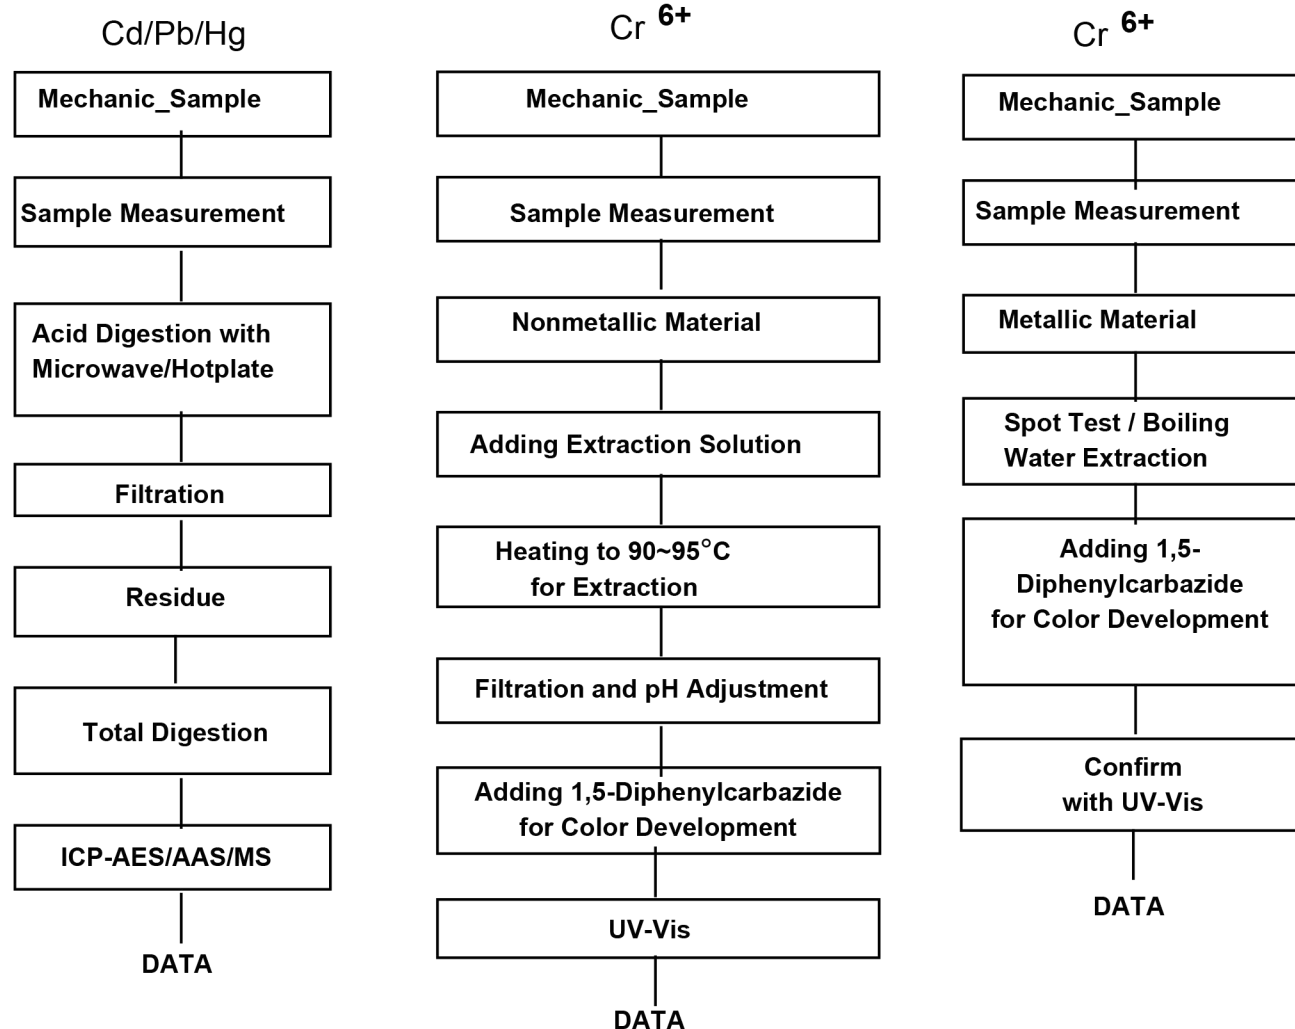 Cd/Pb/Hg
Mechanic_Sample
Sample Measurement
Acid Digestion with
Microwave/Hotplate
Filtration
Residue
Total Digestion
ICP-AES/AAS/MS
DATA
Cr 6+
Mechanic_Sample
Sample Measurement
Nonmetallic Material
Adding Extraction Solution
Heating to 90~95°C
for Extraction
Filtration and pH Adjustment
Adding 1,5-Diphenylcarbazide
for Color Development
UV-Vis
DATA
Cr 6+
Mechanic_Sample
Sample Measurement
Metallic Material
Spot Test / Boiling
Water Extraction
Adding 1,5-
Diphenylcarbazide
for Color Development
Confirm
with UV-Vis
DATA